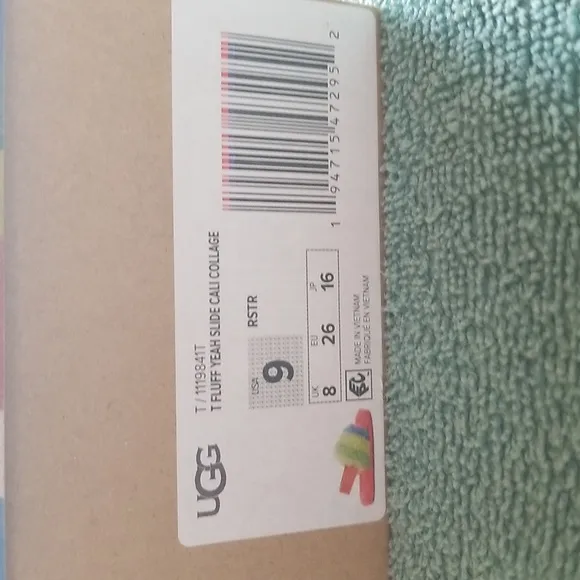 UGG
T / 1119841T
T FLUFF YEAH SLIDE CALI COLLAGE
USA
9
RSTR
UK EU JP
8 26 16
MADE IN VIETNAM
FABRIQUÉ EN VIETNAM
1 94715 47295 2